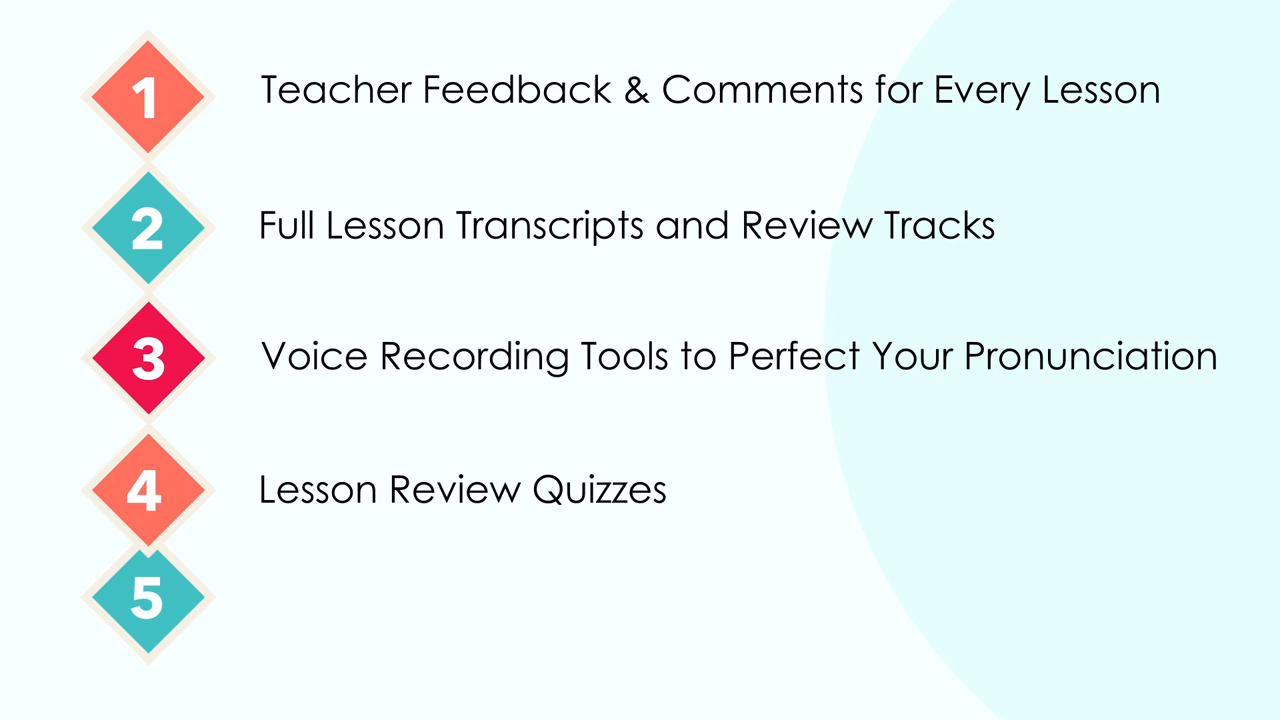 1 Teacher Feedback & Comments for Every Lesson
2 Full Lesson Transcripts and Review Tracks
3 Voice Recording Tools to Perfect Your Pronunciation
4 Lesson Review Quizzes
5